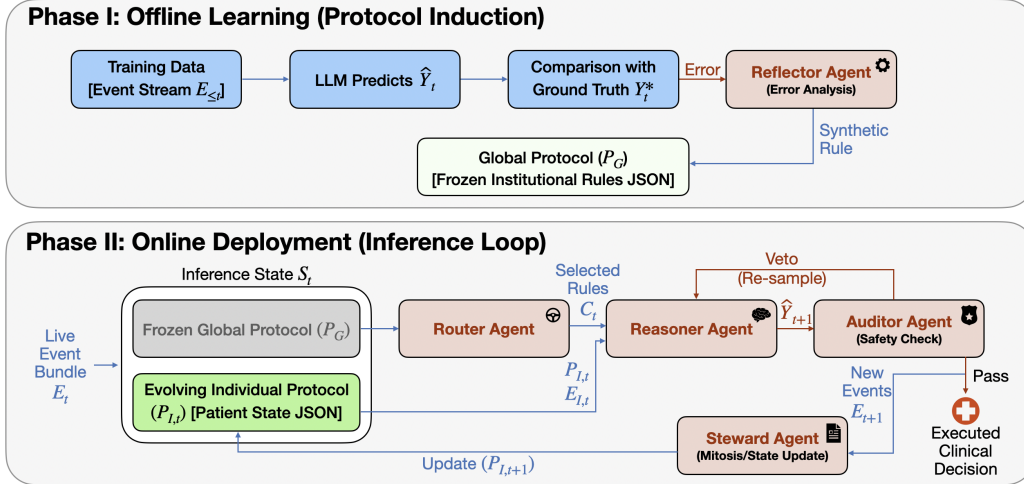 Phase I: Offline Learning (Protocol Induction)
Training Data
[Event Stream E≤t]
LLM Predicts Ŷt
Comparison with
Ground Truth Yt*
Error
Reflector Agent
(Error Analysis)
Synthetic
Rule
Global Protocol (PG)
[Frozen Institutional Rules JSON]
Phase II: Online Deployment (Inference Loop)
Inference State St
Live
Event
Bundle
Et
Frozen Global Protocol (PG)
Evolving Individual Protocol
(PI,t) [Patient State JSON]
Router Agent
Selected
Rules
Ct
PI,t
EI,t
Reasoner Agent
Veto
(Re-sample)
Ŷt+1
Auditor Agent
(Safety Check)
Pass
New
Events
Et+1
Executed
Clinical
Decision
Steward Agent
(Mitosis/State Update)
Update (PI,t+1)